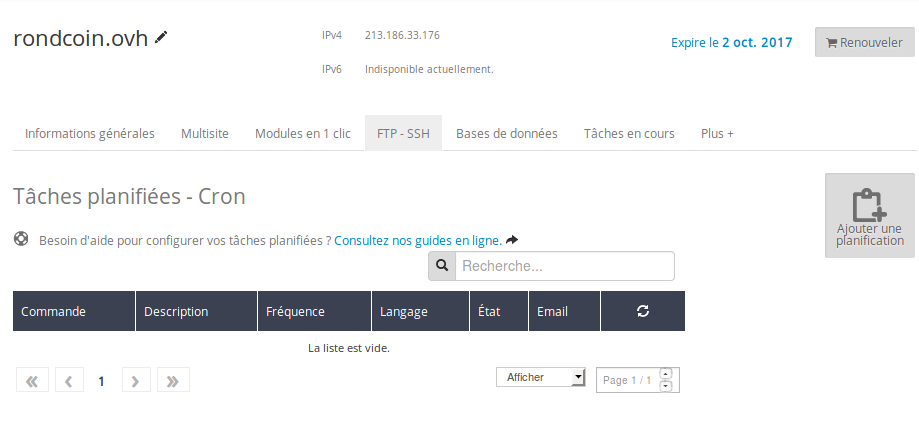 rondcoin.ovh
IPv4 213.186.33.176
IPv6 Indisponible actuellement.
Expire le 2 oct. 2017
Renouveler
Informations générales Multisite Modules en 1 clic FTP - SSH Bases de données Tâches en cours Plus +
Tâches planifiées - Cron
Ajouter une
planification
Besoin d'aide pour configurer vos tâches planifiées ? Consultez nos guides en ligne.
Recherche...
Commande Description Fréquence Langage État Email
La liste est vide.
« ‹ 1 › »
Afficher
Page 1 / 1